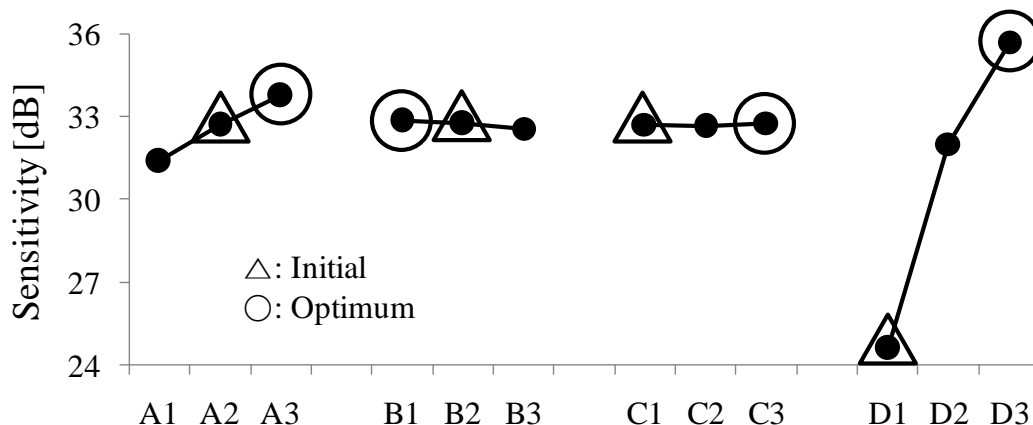 Sensitivity [dB]
36
33
30
27
24
△: Initial
○: Optimum
A1 A2 A3 B1 B2 B3 C1 C2 C3 D1 D2 D3